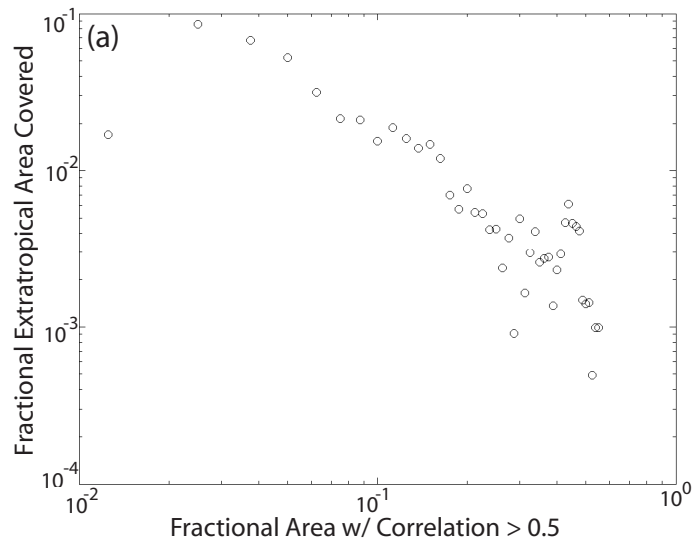 (a)
Fractional Extratropical Area Covered
10^-1
10^-2
10^-3
10^-4
10^-2
10^-1
10^0
Fractional Area w/ Correlation > 0.5